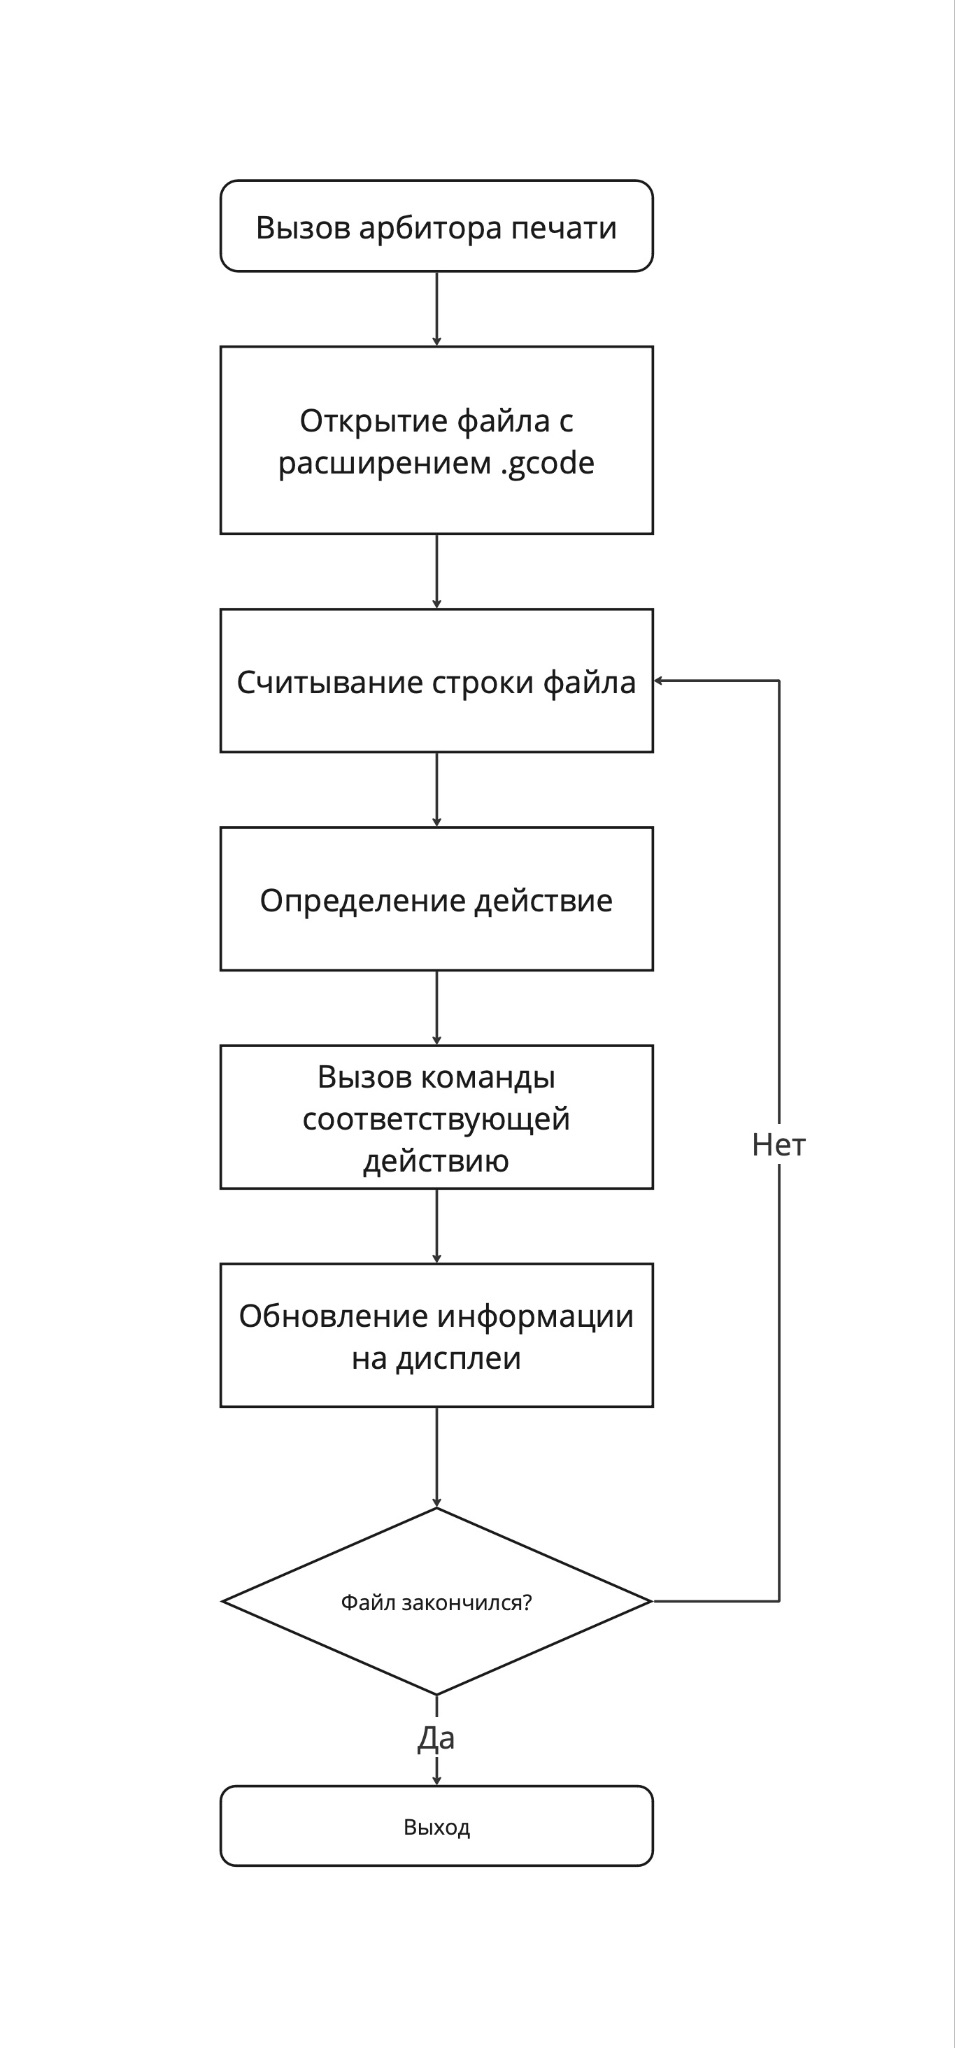 Вызов арбитора печати
Открытие файла с
расширением .gcode
Считывание строки файла
Определение действие
Вызов команды
соответствующей
действию
Нет
Обновление информации
на дисплеи
Файл закончился?
Да
Выход